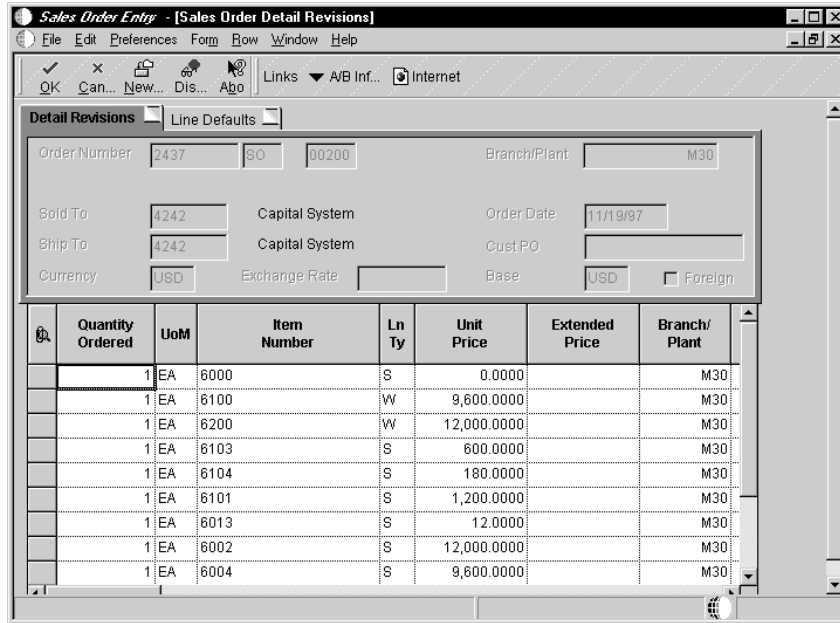 Sales Order Entry - [Sales Order Detail Revisions]
File Edit Preferences Form Row Window Help
OK Can... New... Dis... Abo Links A/B Inf... Internet
Detail Revisions Line Defaults
Order Number 2437 SO 00200 Branch/Plant M30
Sold To 4242 Capital System Order Date 11/19/97
Ship To 4242 Capital System Cust PO
Currency USD Exchange Rate Base USD Foreign
Quantity Ordered UoM Item Number Ln Ty Unit Price Extended Price Branch/ Plant
1 EA 6000 S 0.0000 M30
1 EA 6100 W 9,600.0000 M30
1 EA 6200 W 12,000.0000 M30
1 EA 6103 S 600.0000 M30
1 EA 6104 S 180.0000 M30
1 EA 6101 S 1,200.0000 M30
1 EA 6013 S 12.0000 M30
1 EA 6002 S 12,000.0000 M30
1 EA 6004 S 9,600.0000 M30